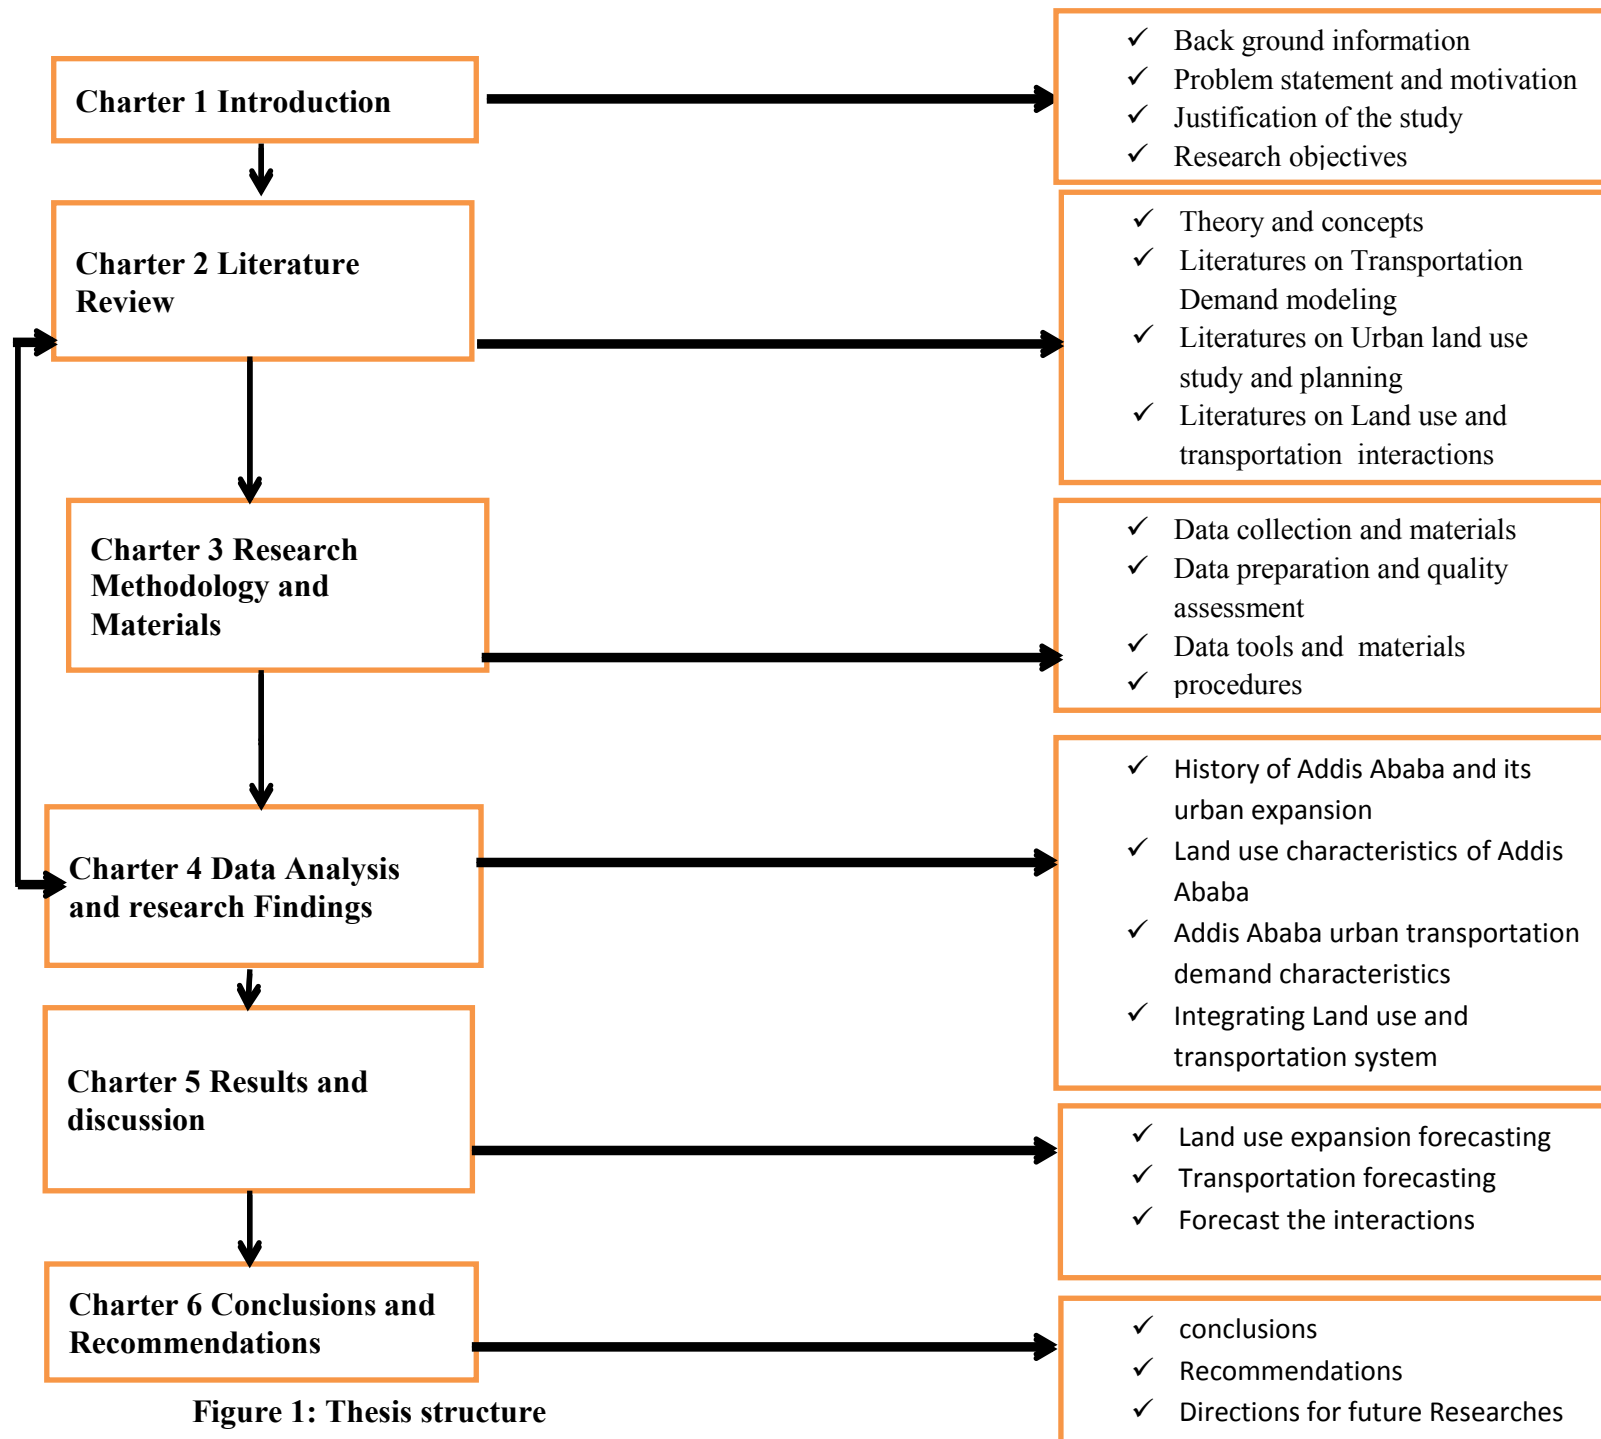 Charter 1 Introduction
✓ Back ground information
✓ Problem statement and motivation
✓ Justification of the study
✓ Research objectives
Charter 2 Literature
Review
✓ Theory and concepts
✓ Literatures on Transportation
Demand modeling
✓ Literatures on Urban land use
study and planning
✓ Literatures on Land use and
transportation interactions
Charter 3 Research
Methodology and
Materials
✓ Data collection and materials
✓ Data preparation and quality
assessment
✓ Data tools and materials
✓ procedures
Charter 4 Data Analysis
and research Findings
✓ History of Addis Ababa and its
urban expansion
✓ Land use characteristics of Addis
Ababa
✓ Addis Ababa urban transportation
demand characteristics
✓ Integrating Land use and
transportation system
Charter 5 Results and
discussion
✓ Land use expansion forecasting
✓ Transportation forecasting
✓ Forecast the interactions
Charter 6 Conclusions and
Recommendations
✓ conclusions
✓ Recommendations
✓ Directions for future Researches
Figure 1: Thesis structure